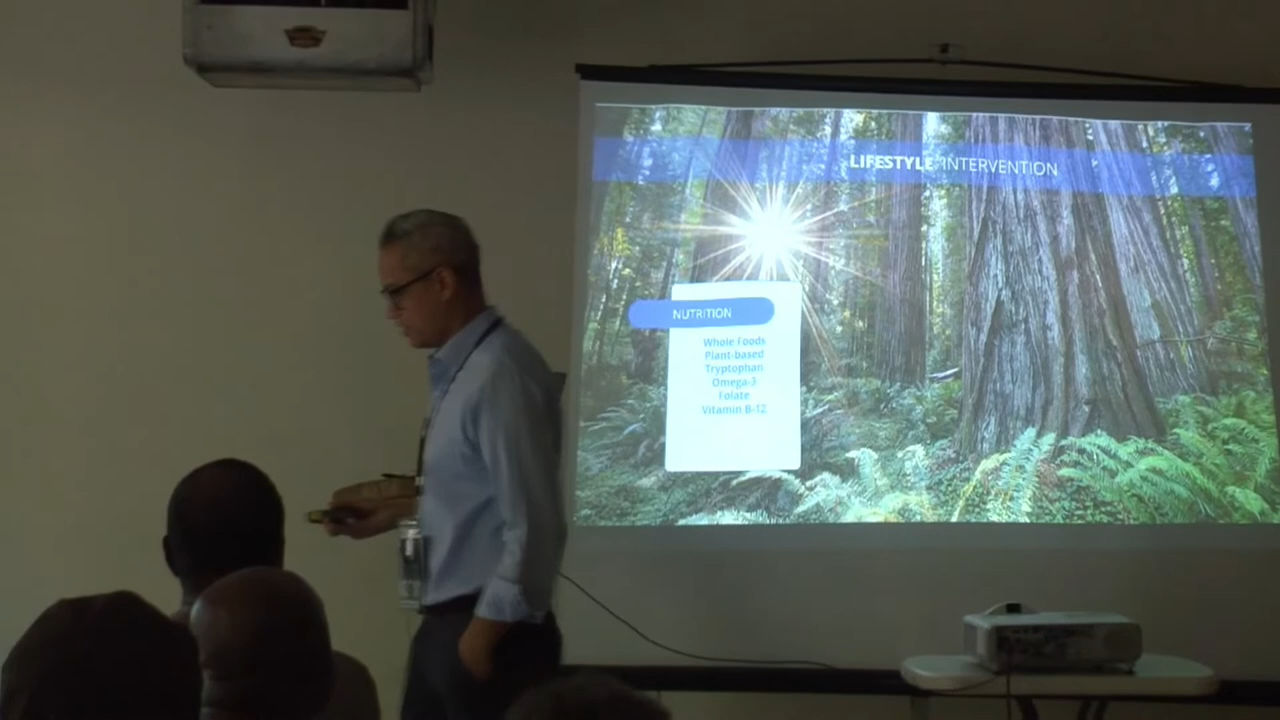 LIFESTYLE INTERVENTION
NUTRITION
Whole Foods
Plant-based
Tryptophan
Omega-3
Folate
Vitamin B-12